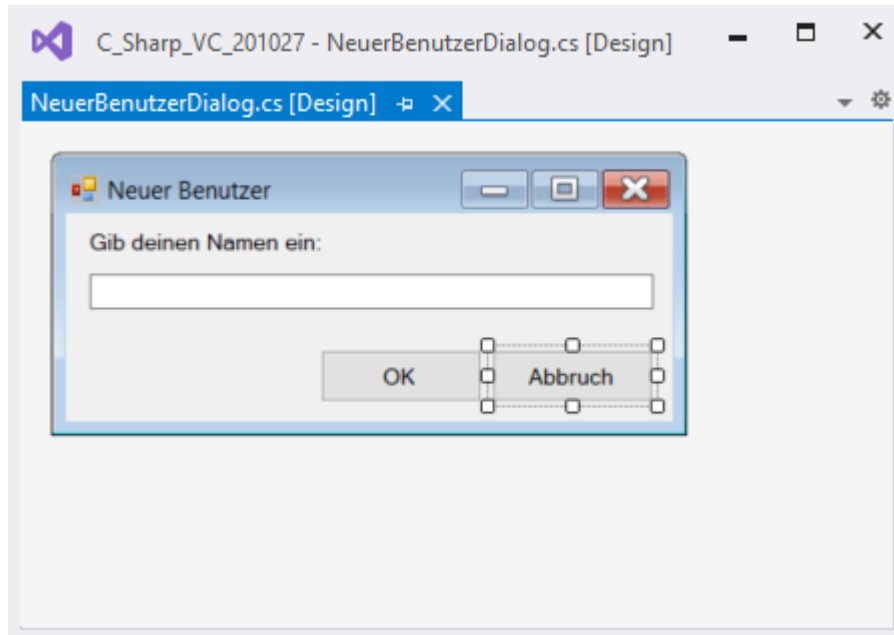 C_Sharp_VC_201027 - NeuerBenutzerDialog.cs [Design]
NeuerBenutzerDialog.cs [Design]
Neuer Benutzer
Gib deinen Namen ein:
OK Abbruch